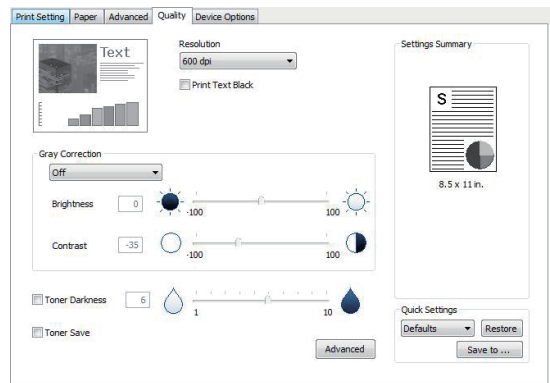 Print Setting Paper Advanced Quality Device Options
Text
Resolution
600 dpi
Print Text Black
Settings Summary
S
8.5 x 11 in.
Gray Correction
Off
Brightness 0 -100 100
Contrast -35 -100 100
Toner Darkness 6 1 10
Toner Save
Advanced
Quick Settings
Defaults Restore
Save to ...